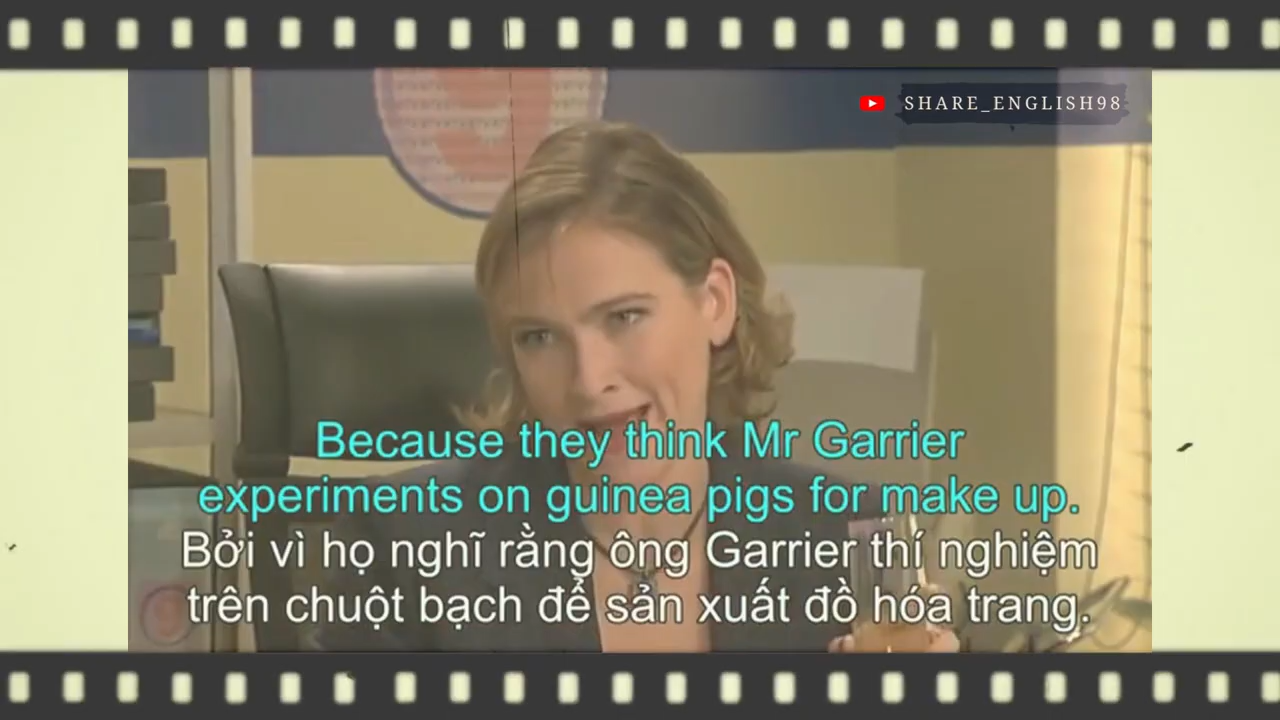 SHARE_ENGLISH98
Because they think Mr Garrier
experiments on guinea pigs for make up.
Bởi vì họ nghĩ rằng ông Garrier thí nghiệm
trên chuột bạch để sản xuất đồ hóa trang.